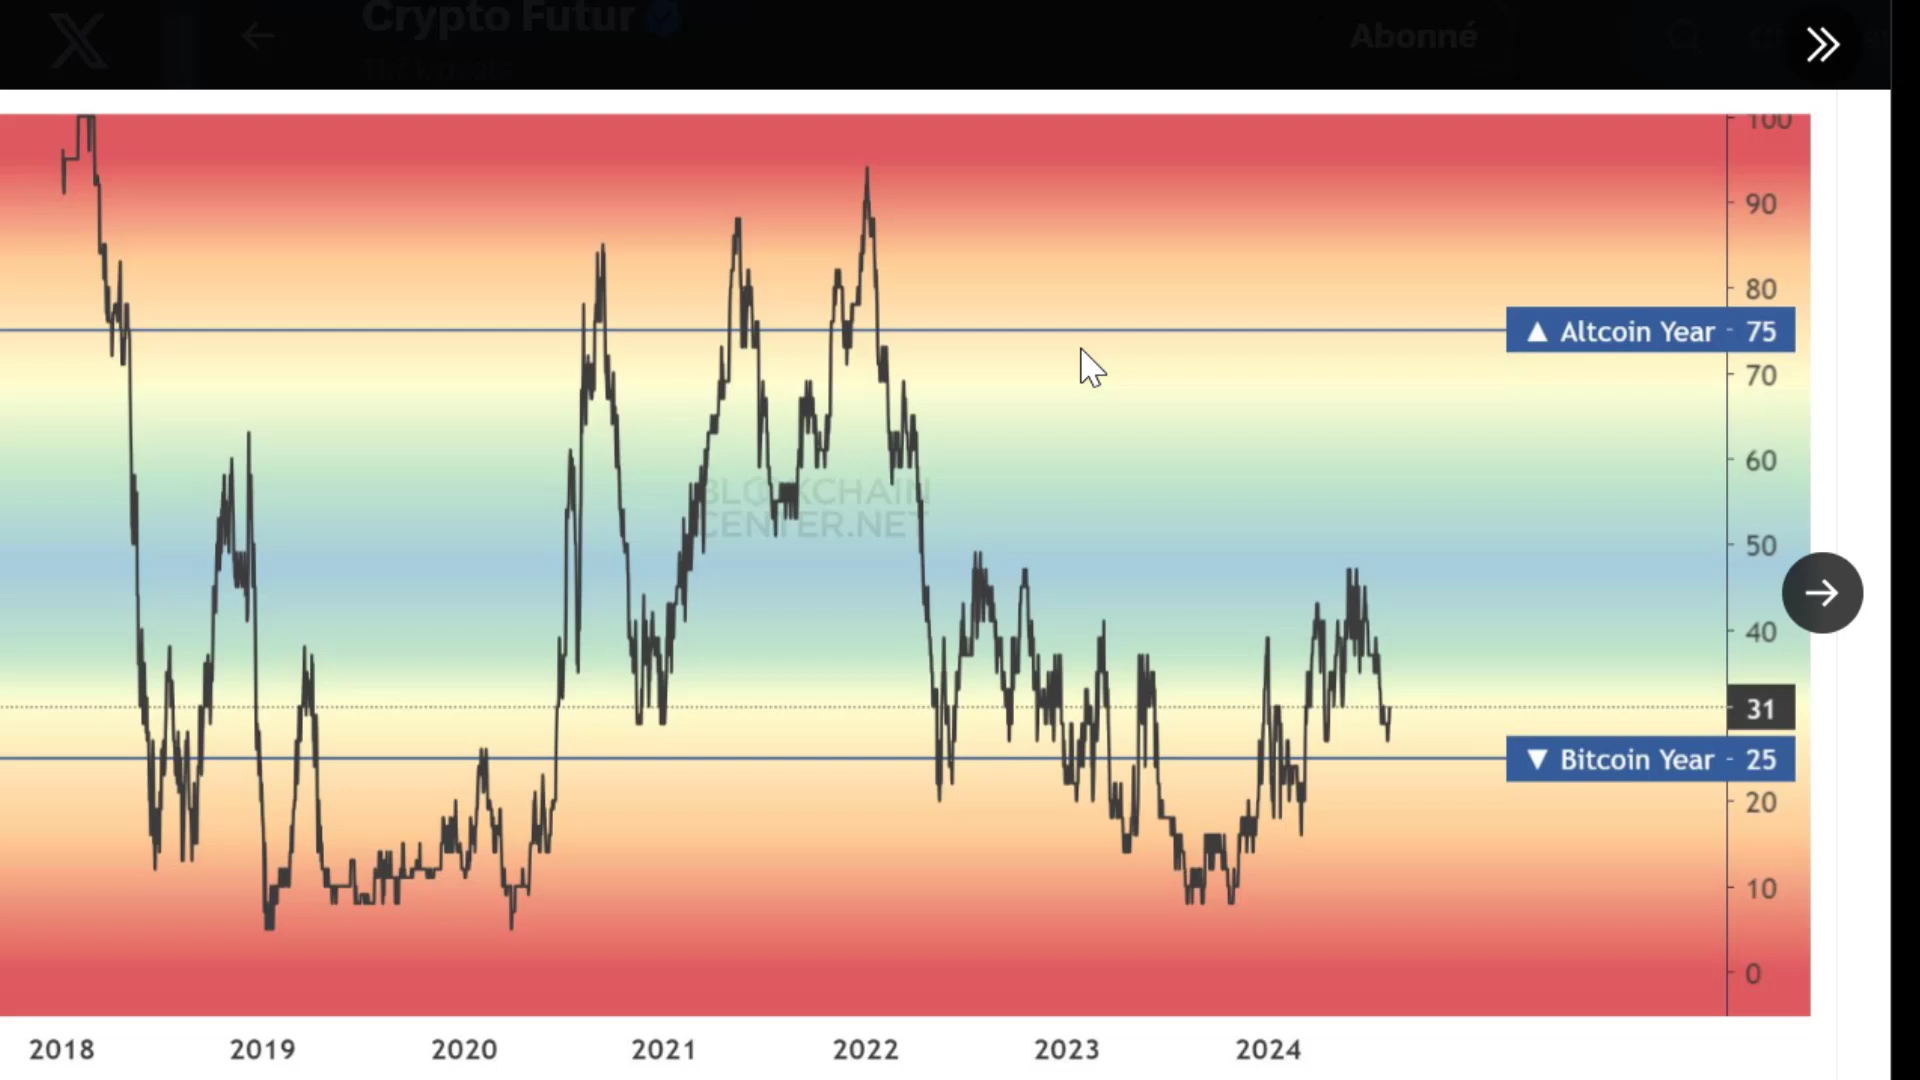 Crypto Futur
Abonné
100
90
80
▲ Altcoin Year - 75
70
60
BLOCKCHAIN
CENTER.NET
50
40
31
▼ Bitcoin Year - 25
20
10
0
2018 2019 2020 2021 2022 2023 2024